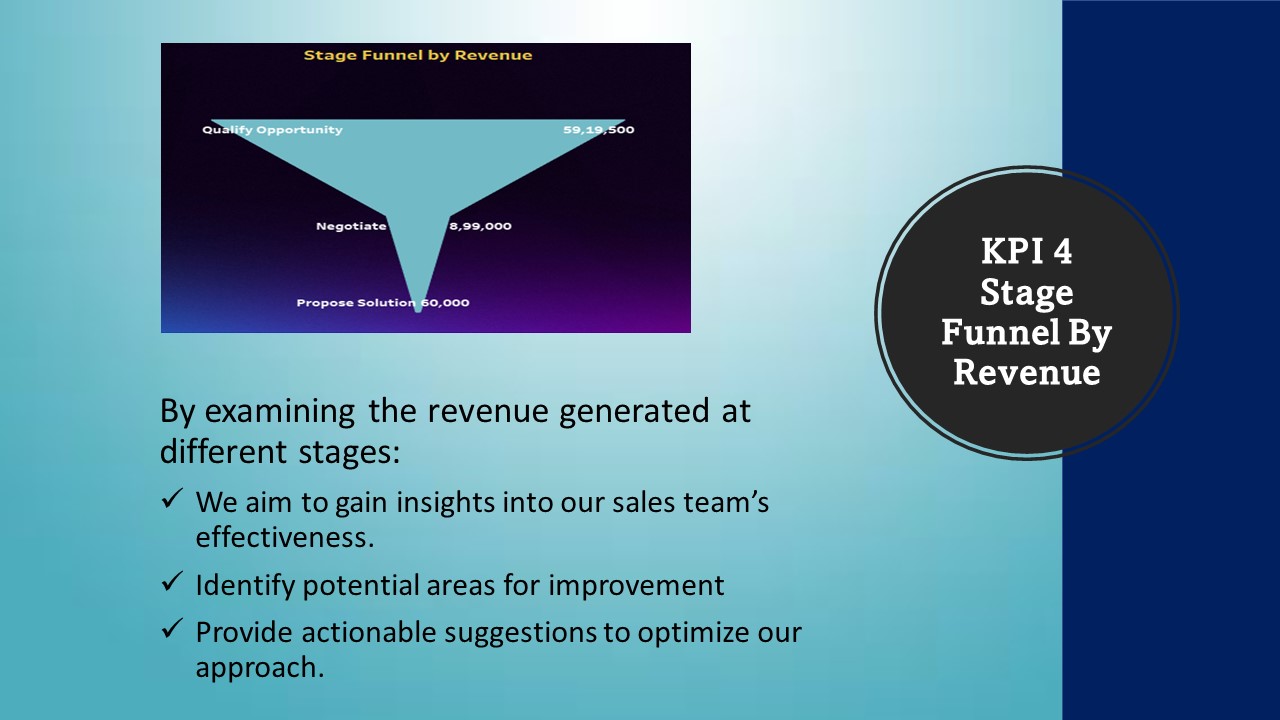 Stage Funnel by Revenue
Qualify Opportunity 59,19,500
Negotiate 8,99,000
Propose Solution 60,000
KPI 4
Stage
Funnel By
Revenue
By examining the revenue generated at
different stages:
✓ We aim to gain insights into our sales team’s
effectiveness.
✓ Identify potential areas for improvement
✓ Provide actionable suggestions to optimize our
approach.